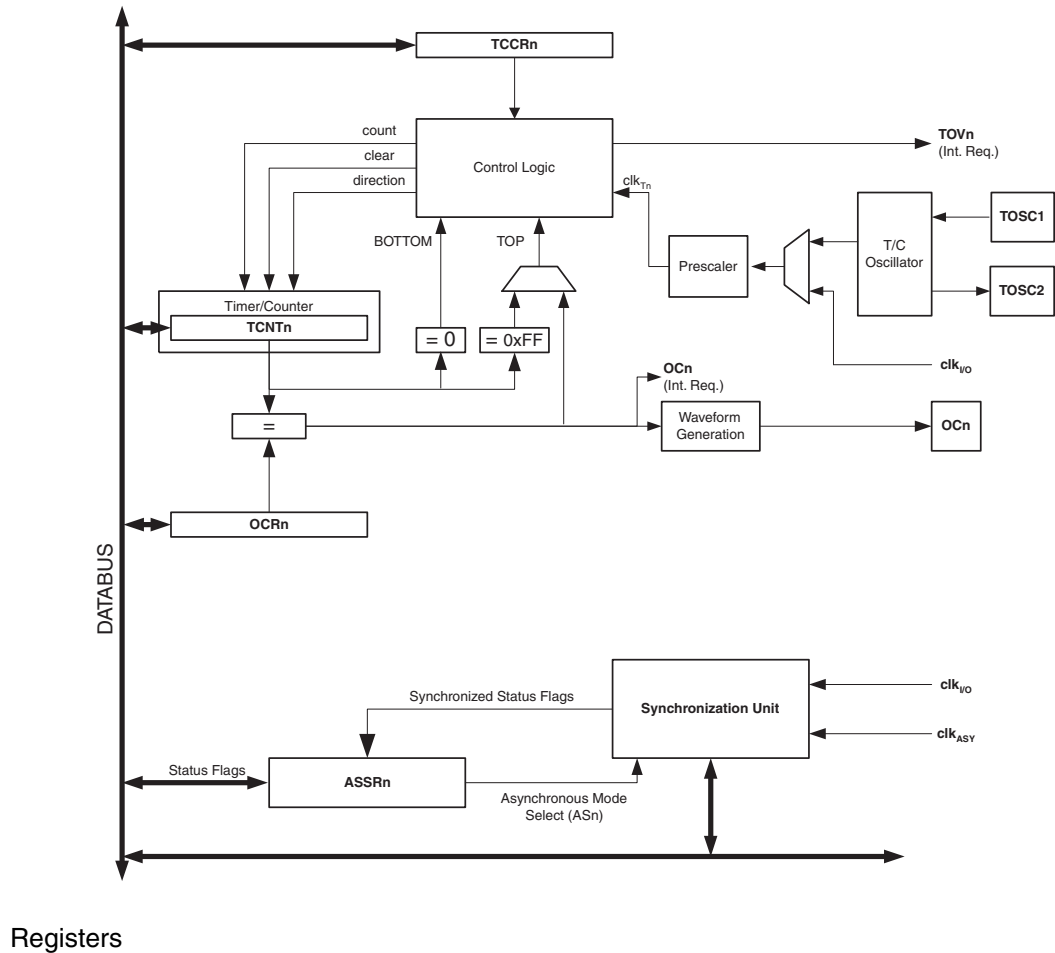 TCCRn
count
clear
direction
Control Logic
TOVn
(Int. Req.)
clkTn
BOTTOM
TOP
TOSC1
T/C
Oscillator
Prescaler
TOSC2
Timer/Counter
TCNTn
= 0
= 0xFF
clkI/O
OCn
(Int. Req.)
Waveform
Generation
OCn
=
OCRn
DATABUS
Synchronized Status Flags
Synchronization Unit
clkI/O
clkASY
Status Flags
ASSRn
Asynchronous Mode
Select (ASn)
Registers